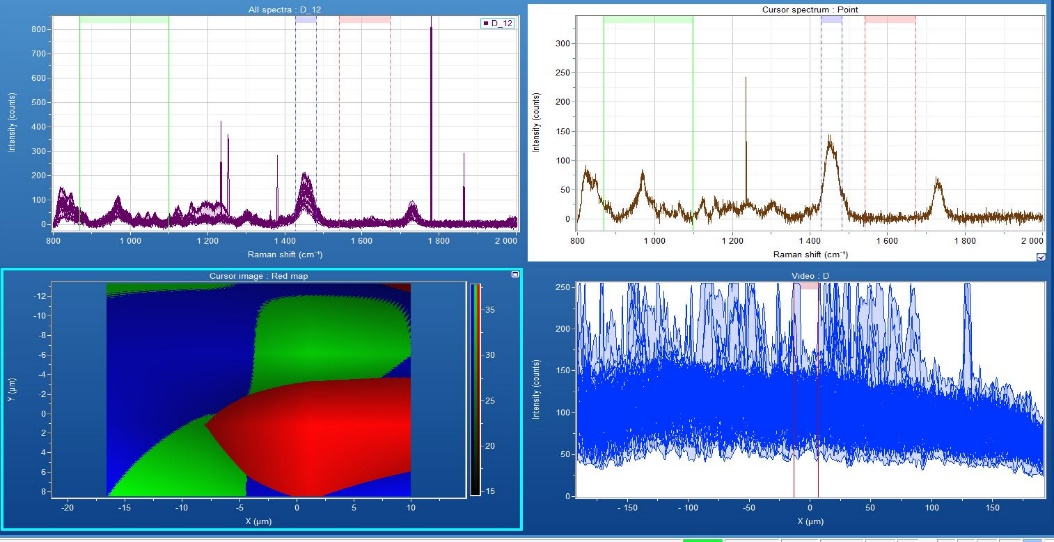 All spectra : D_12
D_12
Intensity (counts)
800
700
600
500
400
300
200
100
0
800 1 000 1 200 1 400 1 600 1 800 2 000
Raman shift (cm⁻¹)
Cursor spectrum : Point
Intensity (counts)
300
250
200
150
100
50
0
800 1 000 1 200 1 400 1 600 1 800 2 000
Raman shift (cm⁻¹)
Cursor image : Red map
Y (µm)
-12
-10
-8
-6
-4
-2
0
2
4
6
8
-20 -15 -10 -5 0 5 10
X (µm)
35
30
25
20
15
Video : D
Intensity (counts)
250
200
150
100
50
0
- 150 -100 -50 0 50 100 150
X (µm)